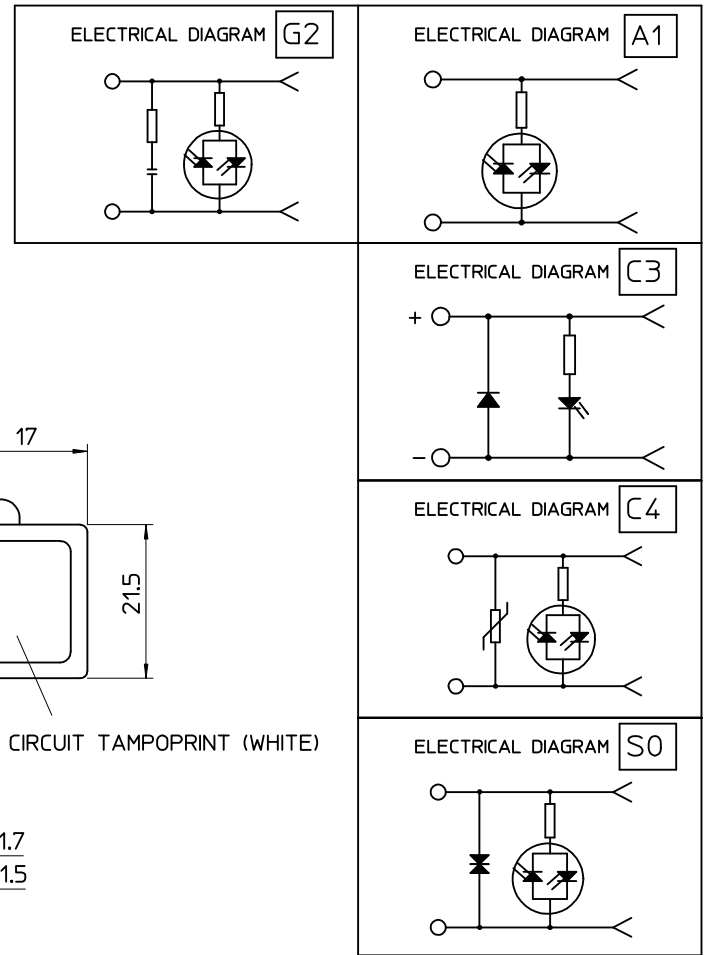 ELECTRICAL DIAGRAM G2
ELECTRICAL DIAGRAM A1
ELECTRICAL DIAGRAM C3
+
−
17
21.5
ELECTRICAL DIAGRAM C4
CIRCUIT TAMPOPRINT (WHITE)
ELECTRICAL DIAGRAM S0
1.7
1.5